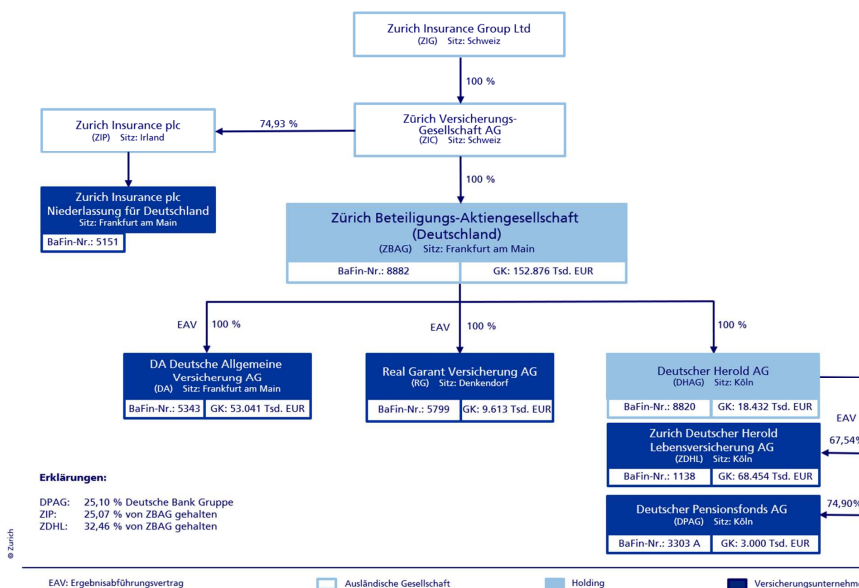 Zurich Insurance Group Ltd
(ZIG) Sitz: Schweiz
100 %
Zurich Insurance plc
(ZIP) Sitz: Irland
74,93 %
Zürich Versicherungs-
Gesellschaft AG
(ZIC) Sitz: Schweiz
100 %
Zurich Insurance plc
Niederlassung für Deutschland
Sitz: Frankfurt am Main
BaFin-Nr.: 5151
Zürich Beteiligungs-Aktiengesellschaft
(Deutschland)
(ZBAG) Sitz: Frankfurt am Main
BaFin-Nr.: 8882 GK: 152.876 Tsd. EUR
EAV 100 % EAV 100 % 100 %
DA Deutsche Allgemeine
Versicherung AG
(DA) Sitz: Frankfurt am Main
BaFin-Nr.: 5343 GK: 53.041 Tsd. EUR
Real Garant Versicherung AG
(RG) Sitz: Denkendorf
BaFin-Nr.: 5799 GK: 9.613 Tsd. EUR
Deutscher Herold AG
(DHAG) Sitz: Köln
BaFin-Nr.: 8820 GK: 18.432 Tsd. EUR
EAV
67,54%
Zurich Deutscher Herold
Lebensversicherung AG
(ZDHL) Sitz: Köln
BaFin-Nr.: 1138 GK: 68.454 Tsd. EUR
74,90%
Deutscher Pensionsfonds AG
(DPAG) Sitz: Köln
BaFin-Nr.: 3303 A GK: 3.000 Tsd. EUR
Erklärungen:
DPAG: 25,10 % Deutsche Bank Gruppe
ZIP: 25,07 % von ZBAG gehalten
ZDHL: 32,46 % von ZBAG gehalten
© Zurich
EAV: Ergebnisabführungsvertrag Ausländische Gesellschaft Holding Versicherungsunternehme